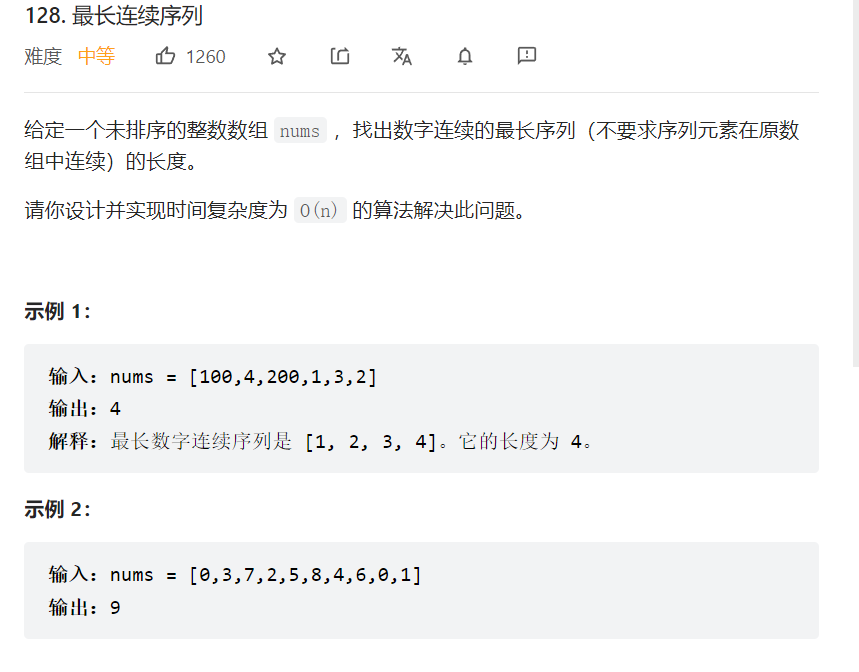 128. 最长连续序列
难度 中等 1260
给定一个未排序的整数数组 nums ，找出数字连续的最长序列（不要求序列元素在原数
组中连续）的长度。
请你设计并实现时间复杂度为 O(n) 的算法解决此问题。
示例 1：
输入：nums = [100,4,200,1,3,2]
输出：4
解释：最长数字连续序列是 [1, 2, 3, 4]。它的长度为 4。
示例 2：
输入：nums = [0,3,7,2,5,8,4,6,0,1]
输出：9